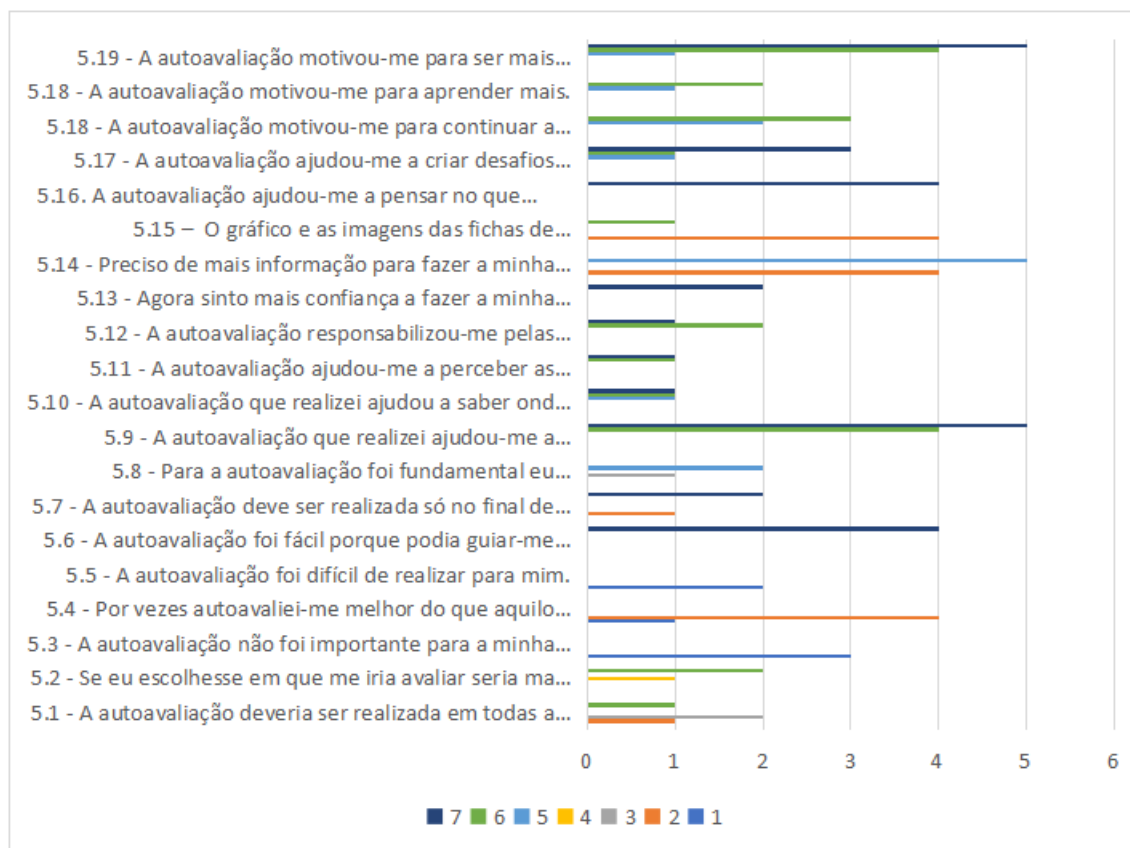 5.19 - A autoavaliação motivou-me para ser mais...
5.18 - A autoavaliação motivou-me para aprender mais.
5.18 - A autoavaliação motivou-me para continuar a...
5.17 - A autoavaliação ajudou-me a criar desafios...
5.16. A autoavaliação ajudou-me a pensar no que...
5.15 – O gráfico e as imagens das fichas de...
5.14 - Preciso de mais informação para fazer a minha...
5.13 - Agora sinto mais confiança a fazer a minha...
5.12 - A autoavaliação responsabilizou-me pelas...
5.11 - A autoavaliação ajudou-me a perceber as...
5.10 - A autoavaliação que realizei ajudou a saber ond...
5.9 - A autoavaliação que realizei ajudou-me a...
5.8 - Para a autoavaliação foi fundamental eu...
5.7 - A autoavaliação deve ser realizada só no final de...
5.6 - A autoavaliação foi fácil porque podia guiar-me...
5.5 - A autoavaliação foi difícil de realizar para mim.
5.4 - Por vezes autoavaliei-me melhor do que aquilo...
5.3 - A autoavaliação não foi importante para a minha...
5.2 - Se eu escolhesse em que me iria avaliar seria ma...
5.1 - A autoavaliação deveria ser realizada em todas a...
0 1 2 3 4 5 6
7 6 5 4 3 2 1